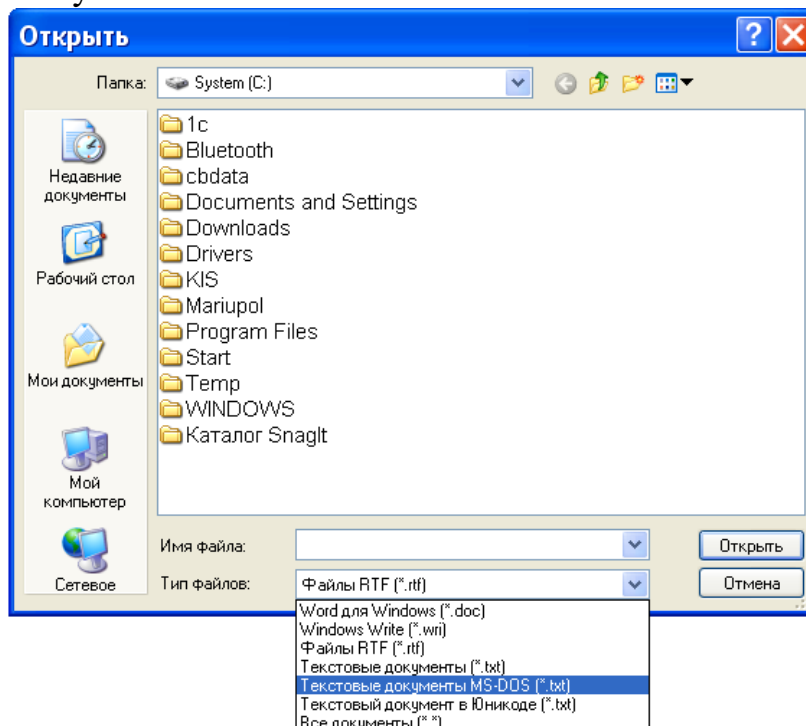 Открыть
Папка:
System (C:)
1c
Bluetooth
cbdata
Documents and Settings
Downloads
Drivers
KIS
Mariupol
Program Files
Start
Temp
WINDOWS
Каталог SnagIt
Недавние
документы
Рабочий стол
Мои документы
Мой
компьютер
Сетевое
Имя файла:
Открыть
Тип файлов:
Файлы RTF (*.rtf)
Отмена
Word для Windows (*.doc)
Windows Write (*.wri)
Файлы RTF (*.rtf)
Текстовые документы (*.txt)
Текстовые документы MS-DOS (*.txt)
Текстовый документ в Юникоде (*.txt)
Все документы (*.*)